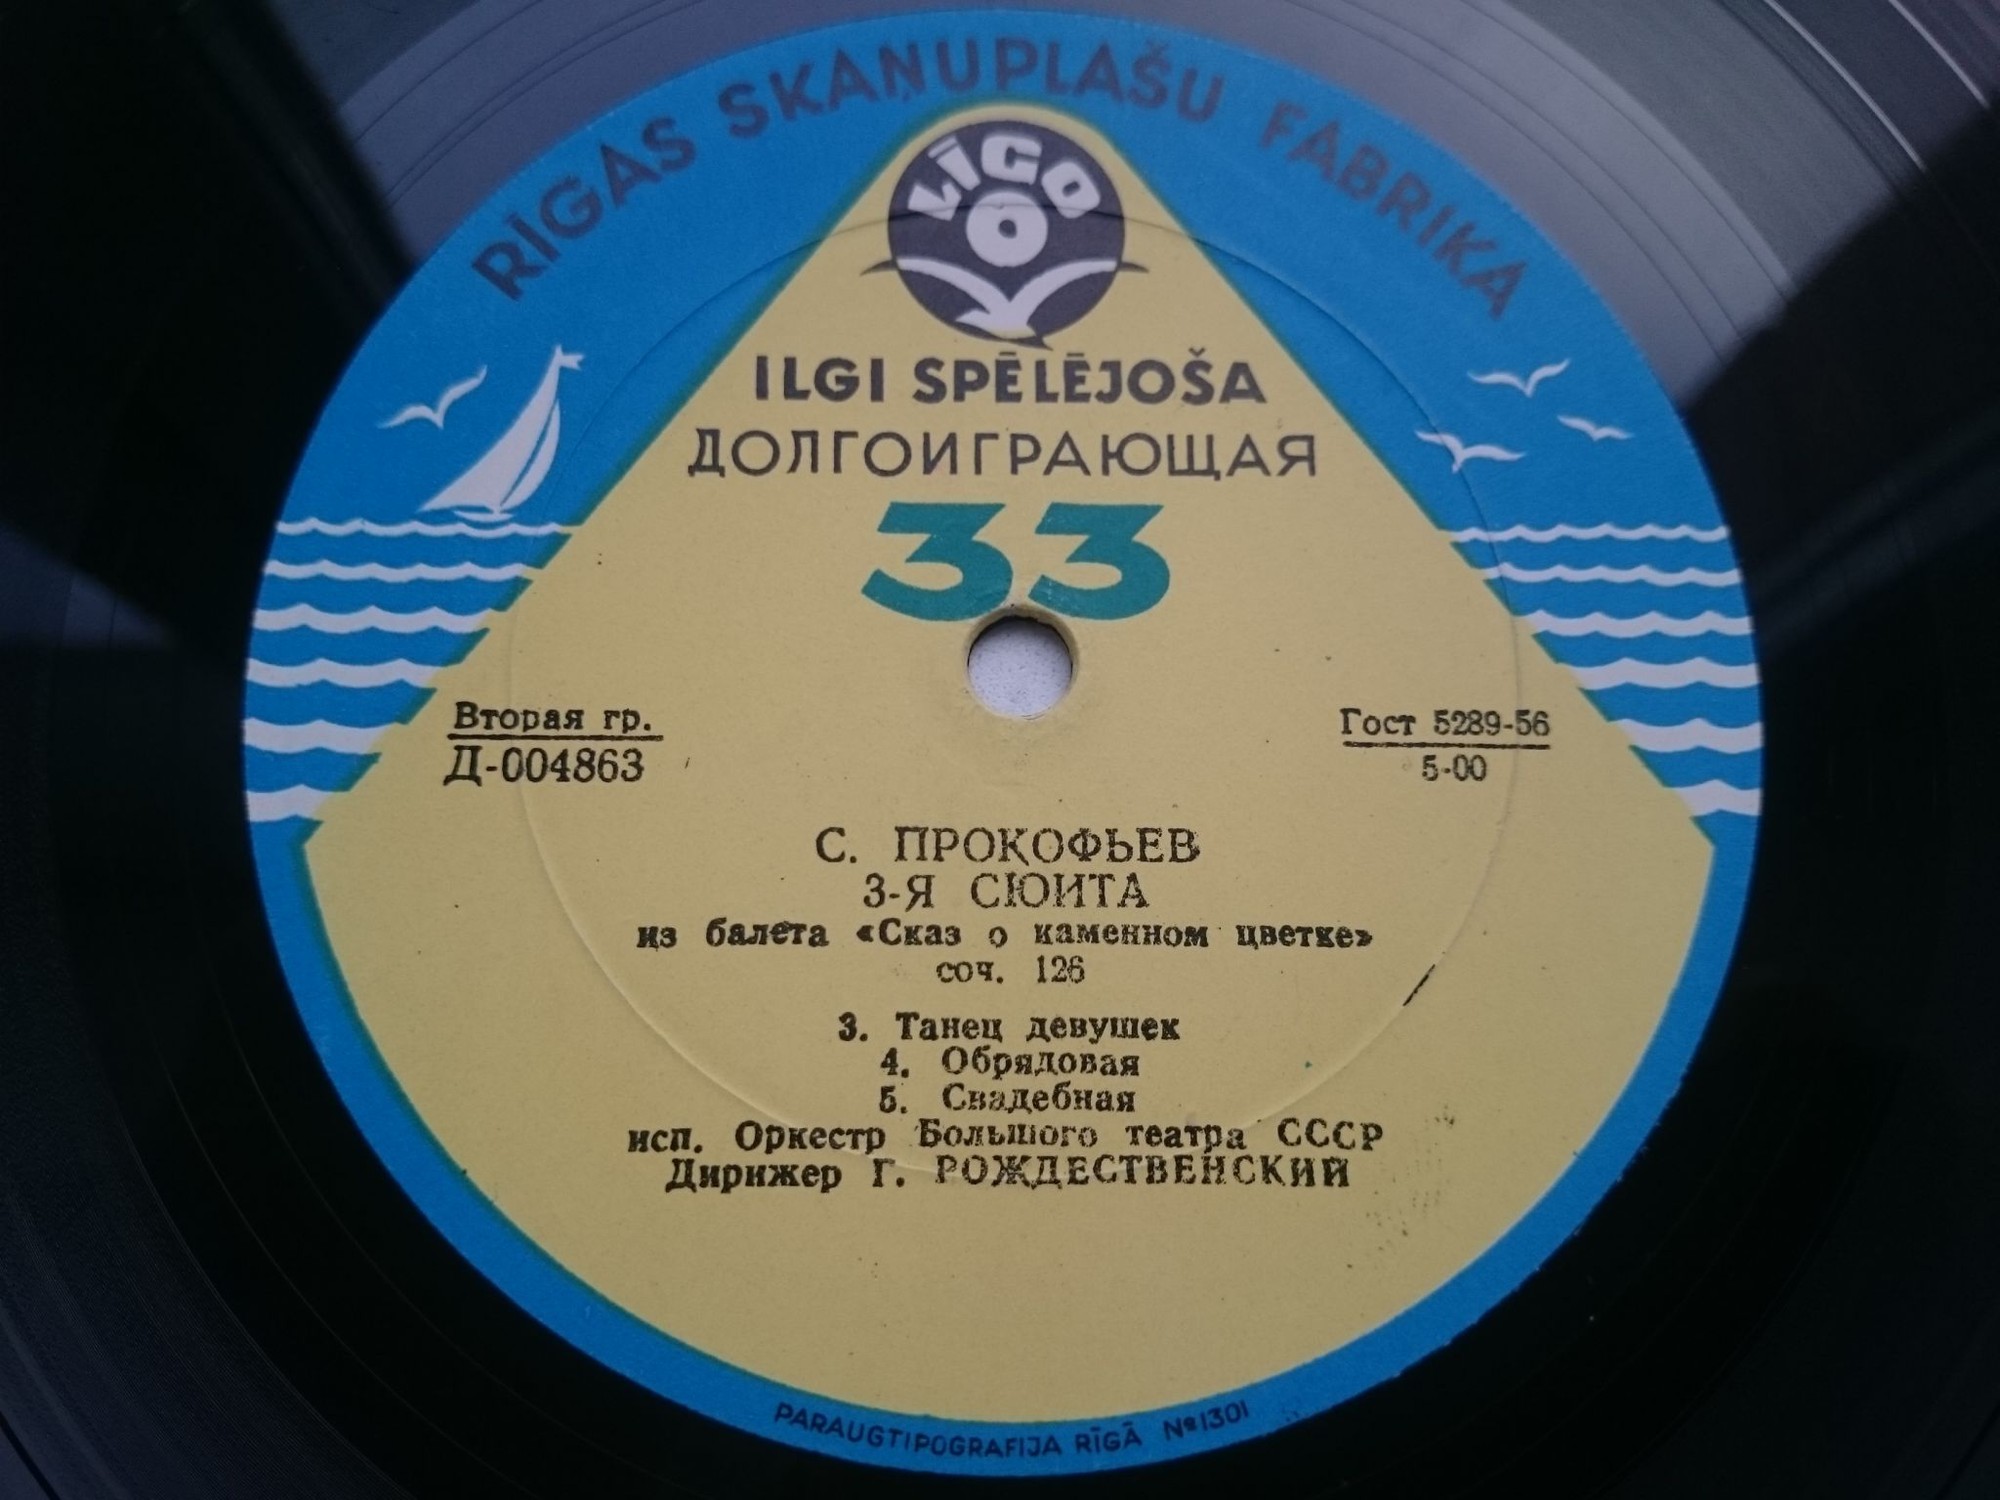 RĪGAS SKAŅUPLAŠU FABRIKA
LĪGO
ILGI SPĒLĒJOŠA
ДОЛГОИГРАЮЩАЯ
33
Вторая гр.
Д-004863
Гост 5289-56
5-00
С. ПРОКОФЬЕВ
3-Я СЮИТА
из балета «Сказ о каменном цветке»
соч. 126
3. Танец девушек
4. Обрядовая
5. Свадебная
исп. Оркестр Большого театра СССР
Дирижер Г. РОЖДЕСТВЕНСКИЙ
PARAUGTIPOGRAFIJA RĪGĀ №1301